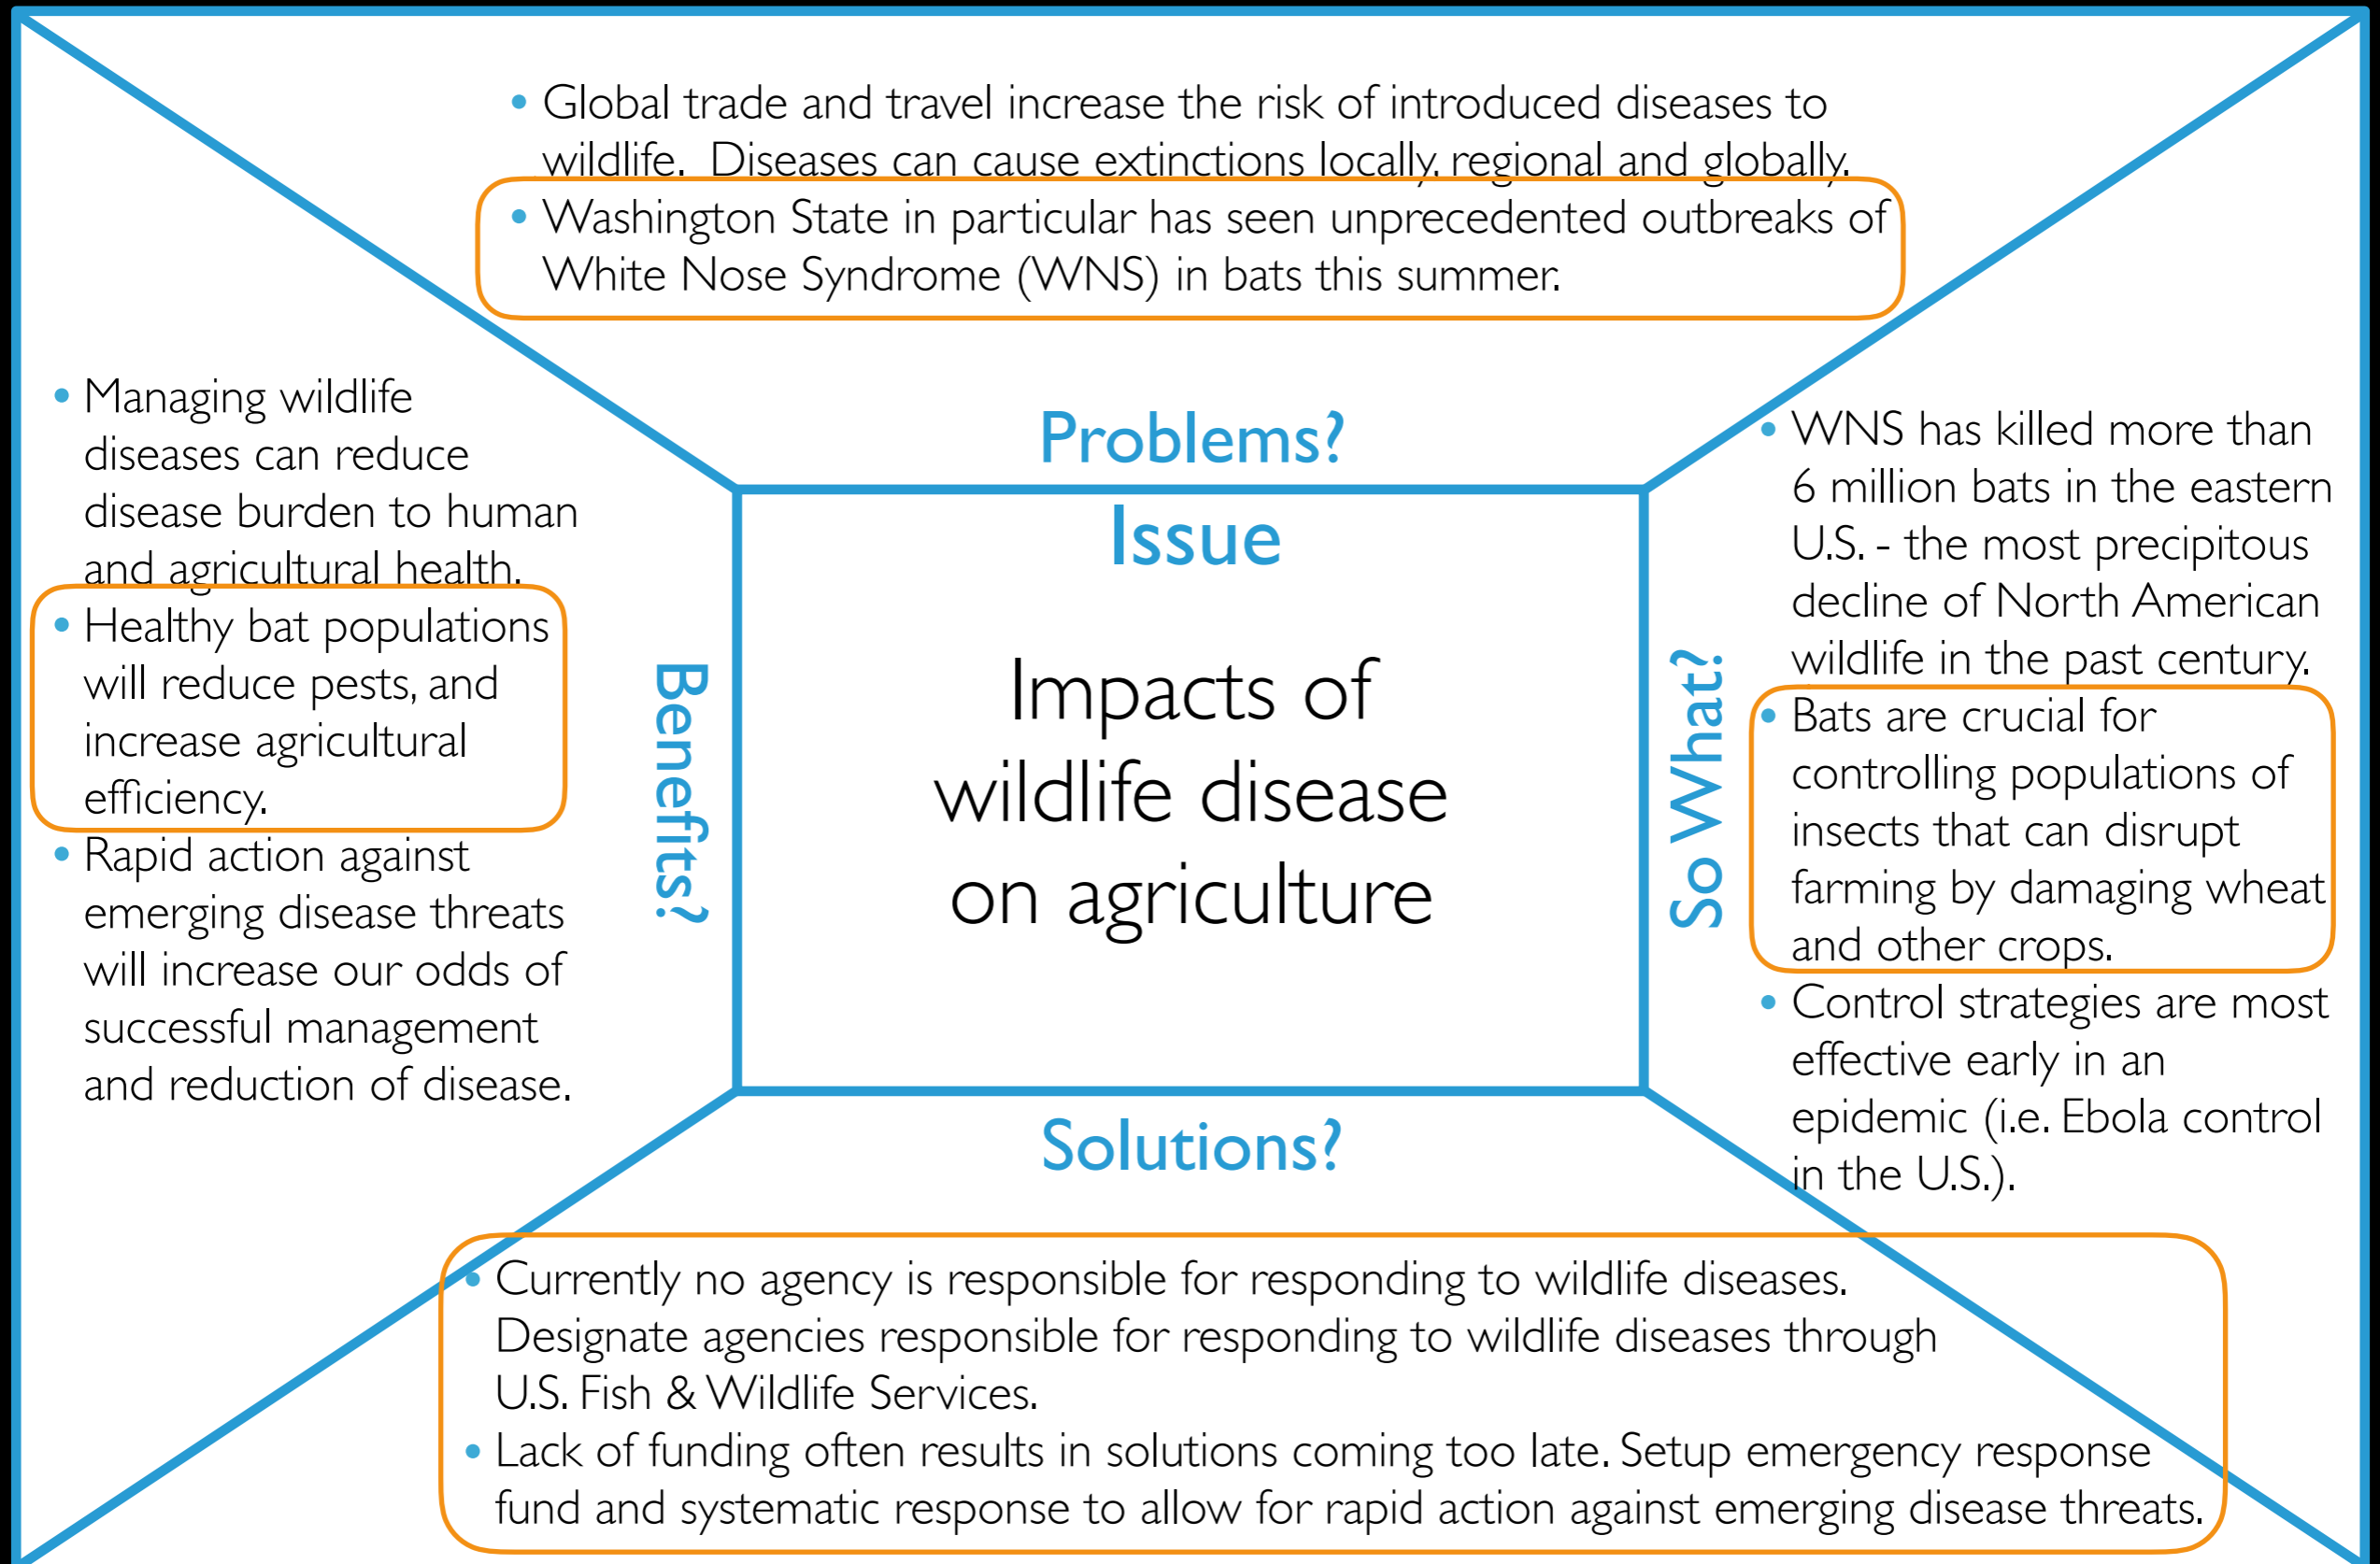 • Global trade and travel increase the risk of introduced diseases to
wildlife.  Diseases can cause extinctions locally, regional and globally.
• Washington State in particular has seen unprecedented outbreaks of
White Nose Syndrome (WNS) in bats this summer.
Problems?
• Managing wildlife
diseases can reduce
disease burden to human
and agricultural health.
• Healthy bat populations
will reduce pests, and
increase agricultural
efficiency.
• Rapid action against
emerging disease threats
will increase our odds of
successful management
and reduction of disease.
Benefits?
Issue
Impacts of
wildlife disease
on agriculture
So What?
• WNS has killed more than
6 million bats in the eastern
U.S. - the most precipitous
decline of North American
wildlife in the past century.
• Bats are crucial for
controlling populations of
insects that can disrupt
farming by damaging wheat
and other crops.
• Control strategies are most
effective early in an
epidemic (i.e. Ebola control
in the U.S.).
Solutions?
• Currently no agency is responsible for responding to wildlife diseases.
Designate agencies responsible for responding to wildlife diseases through
U.S. Fish & Wildlife Services.
• Lack of funding often results in solutions coming too late. Setup emergency response
fund and systematic response to allow for rapid action against emerging disease threats.